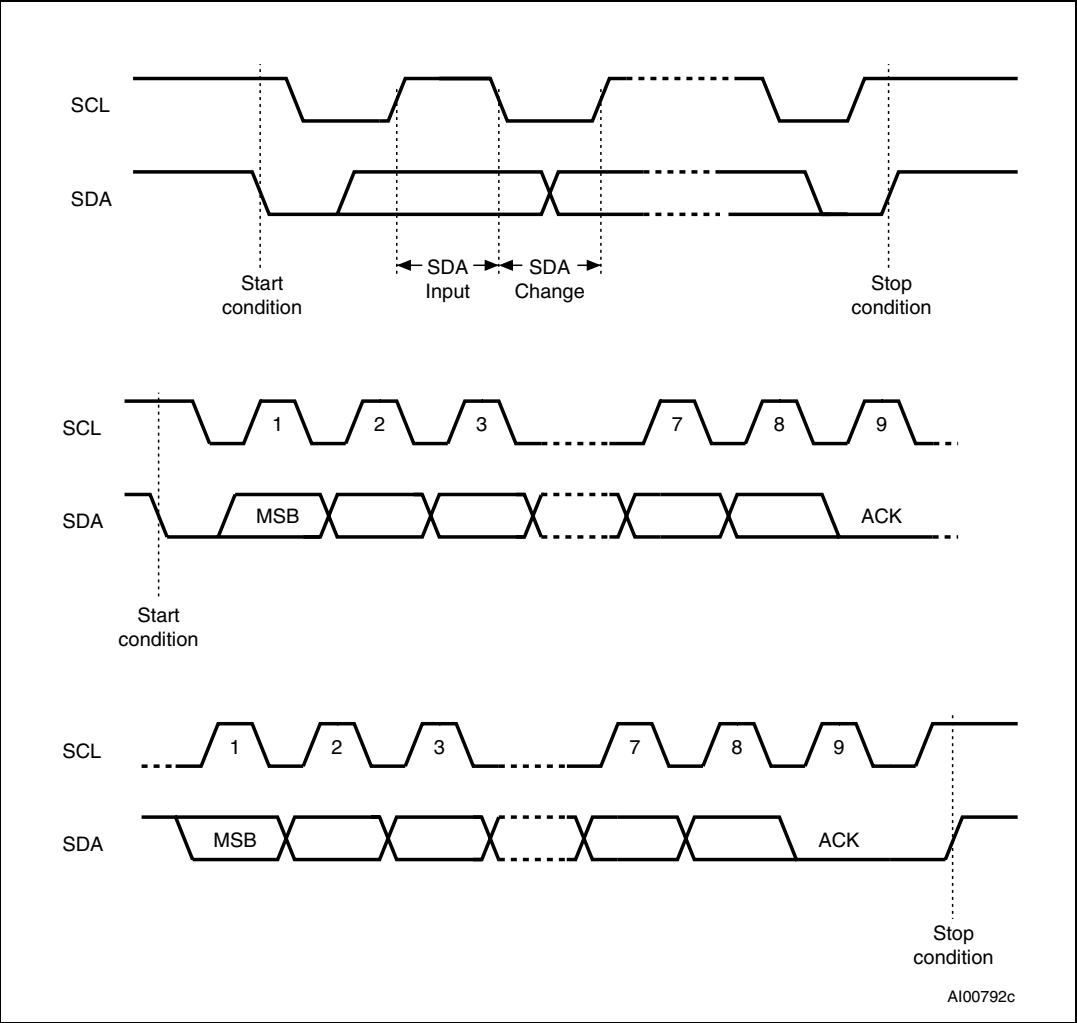 SCL
SDA
SDA
Input
SDA
Change
Start
condition
Stop
condition
SCL
1 2 3 7 8 9
SDA
MSB
ACK
Start
condition
SCL
1 2 3 7 8 9
SDA
MSB
ACK
Stop
condition
AI00792c